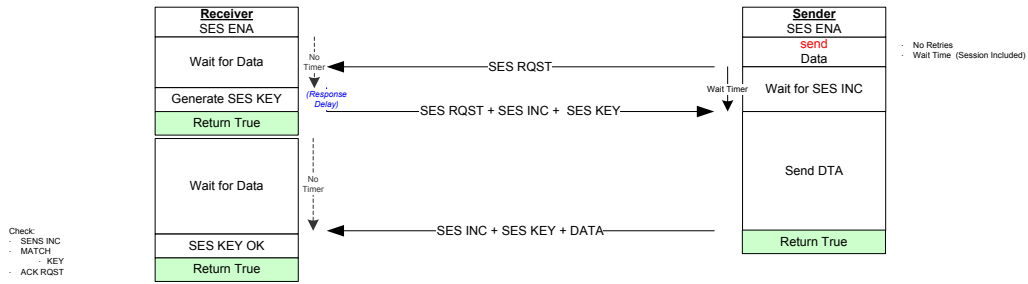 Receiver
SES ENA
Wait for Data
Generate SES KEY
Return True
Wait for Data
SES KEY OK
Return True
No
Timer
(Response
Delay)
No
Timer
SES RQST
SES RQST + SES INC + SES KEY
SES INC + SES KEY + DATA
Wait Timer
Sender
SES ENA
send
Data
Wait for SES INC
Send DTA
Return True
· No Retries
· Wait Time (Session Included)
Check:
· SENS INC
· MATCH
· KEY
· ACK RQST